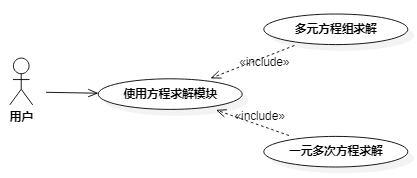 多元方程组求解
«include»
使用方程求解模块
用户
«include»
一元多次方程求解